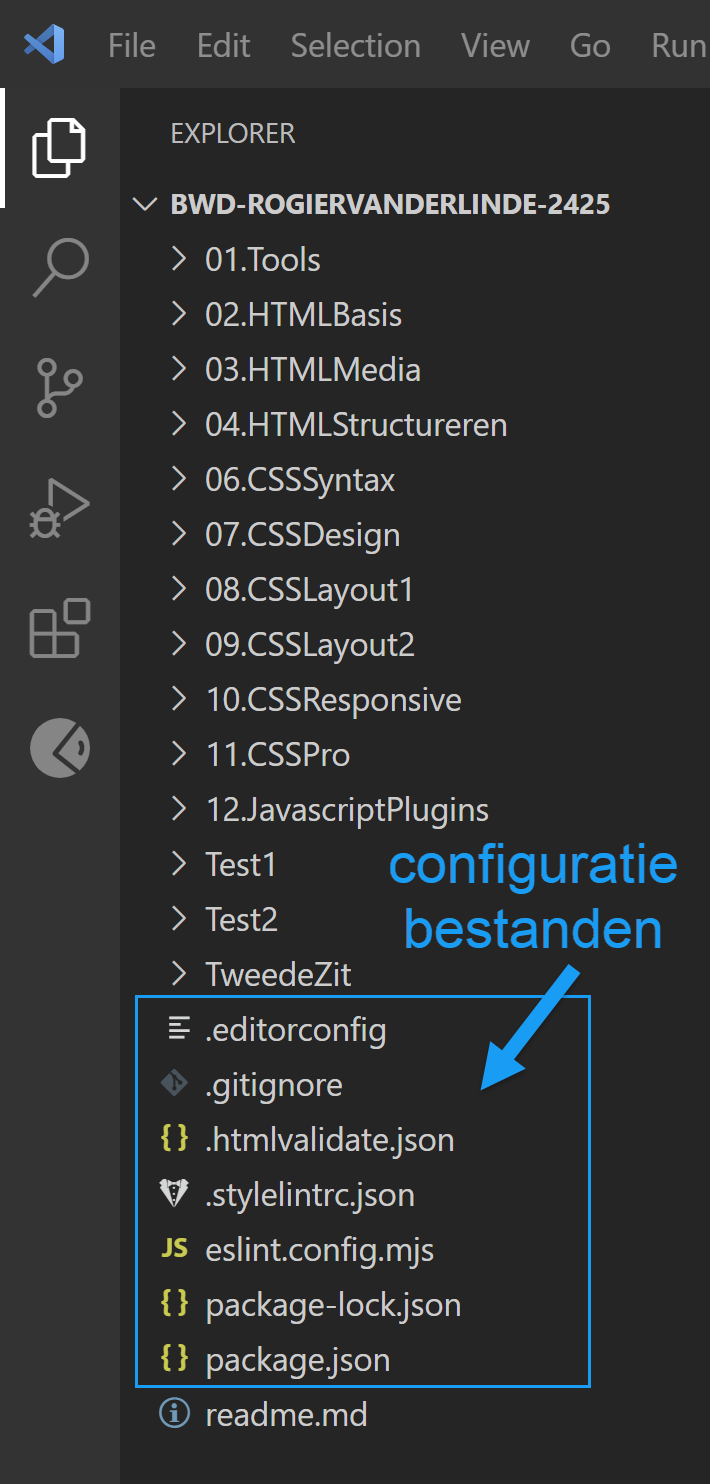 File Edit Selection View Go Run
EXPLORER
BWD-ROGIERVANDERLINDE-2425
01.Tools
02.HTMLBasis
03.HTMLMedia
04.HTMLStructureren
06.CSSSyntax
07.CSSDesign
08.CSSLayout1
09.CSSLayout2
10.CSSResponsive
11.CSSPro
12.JavascriptPlugins
Test1
Test2
TweedeZit
configuratie
bestanden
.editorconfig
.gitignore
{} .htmlvalidate.json
.stylelintrc.json
JS eslint.config.mjs
{} package-lock.json
{} package.json
readme.md